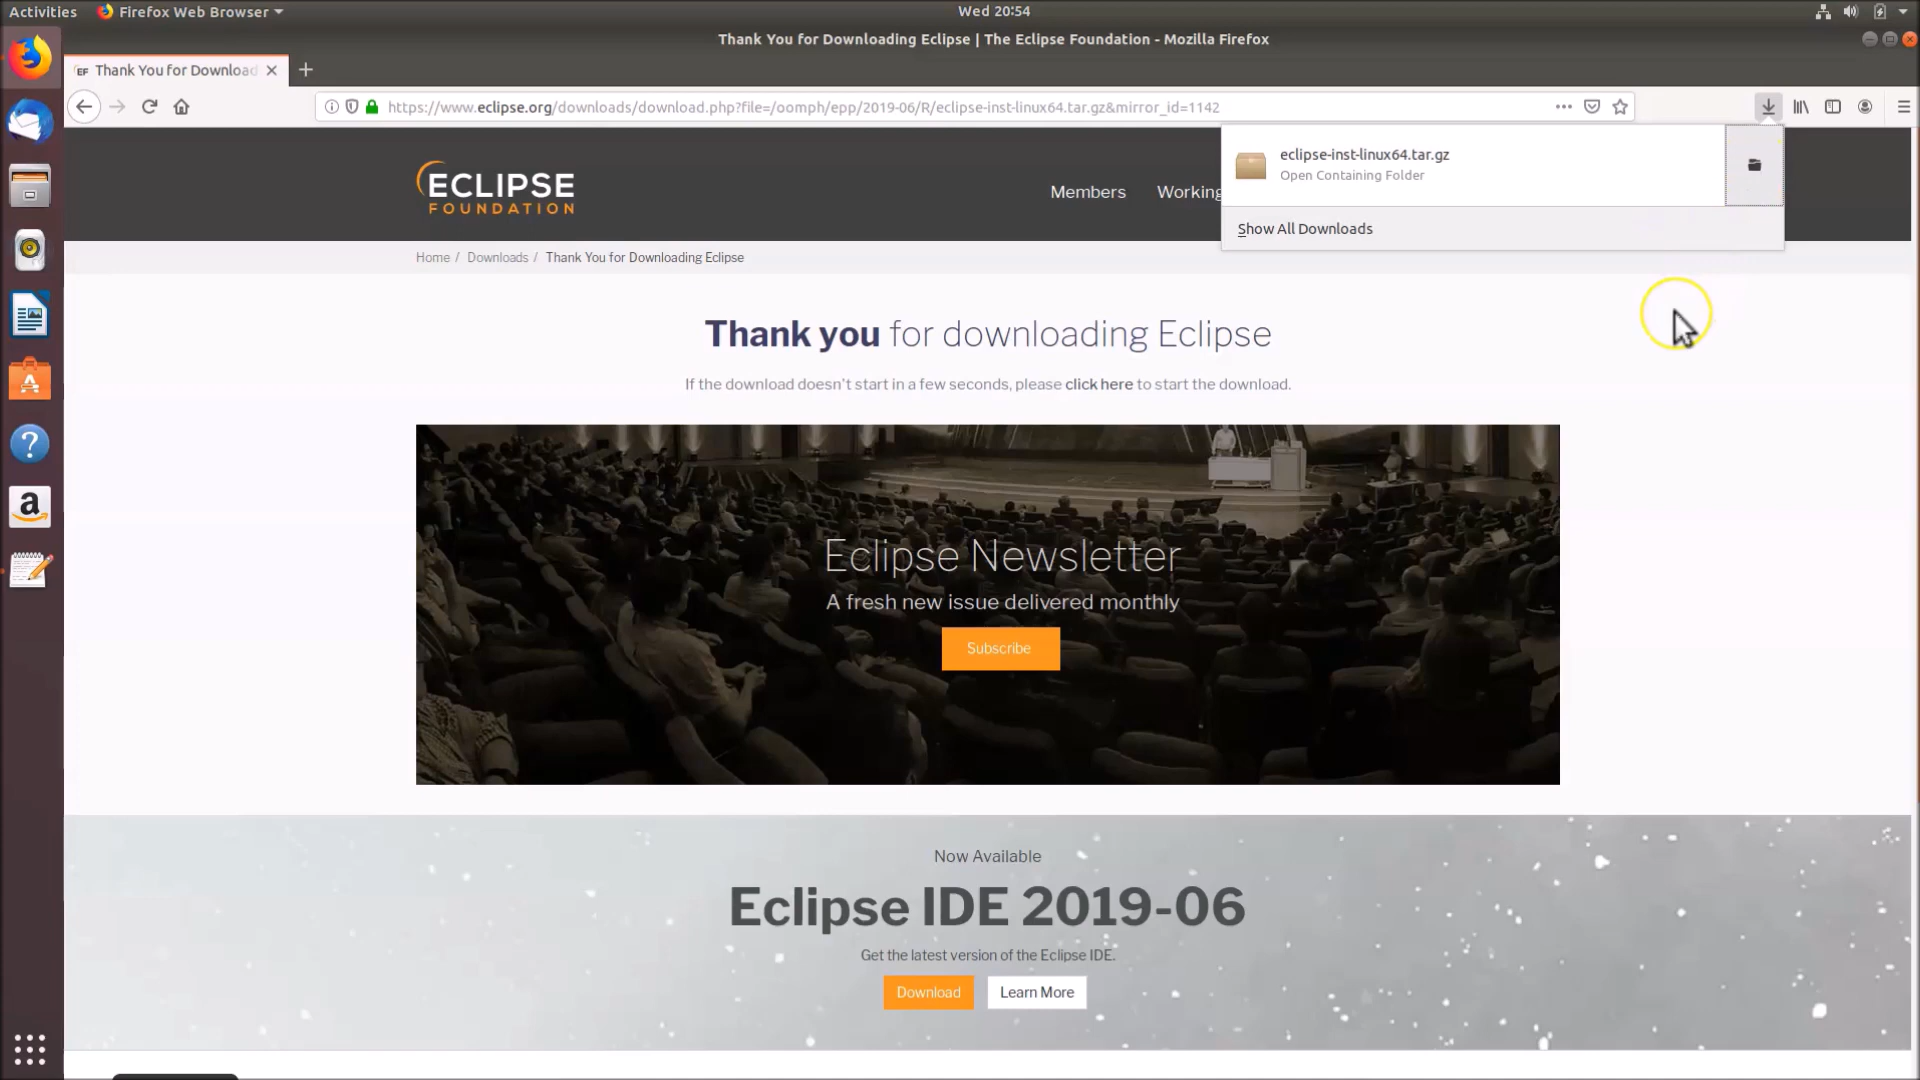 Activities
Firefox Web Browser
Wed 20:54
Thank You for Downloading Eclipse | The Eclipse Foundation - Mozilla Firefox
EF Thank You for Download
https://www.eclipse.org/downloads/download.php?file=/oomph/epp/2019-06/R/eclipse-inst-linux64.tar.gz&mirror_id=1142
eclipse-inst-linux64.tar.gz
Open Containing Folder
Show All Downloads
ECLIPSE
FOUNDATION
Members
Working
Home / Downloads / Thank You for Downloading Eclipse
Thank you for downloading Eclipse
If the download doesn't start in a few seconds, please click here to start the download.
Eclipse Newsletter
A fresh new issue delivered monthly
Subscribe
Now Available
Eclipse IDE 2019-06
Get the latest version of the Eclipse IDE.
Download
Learn More